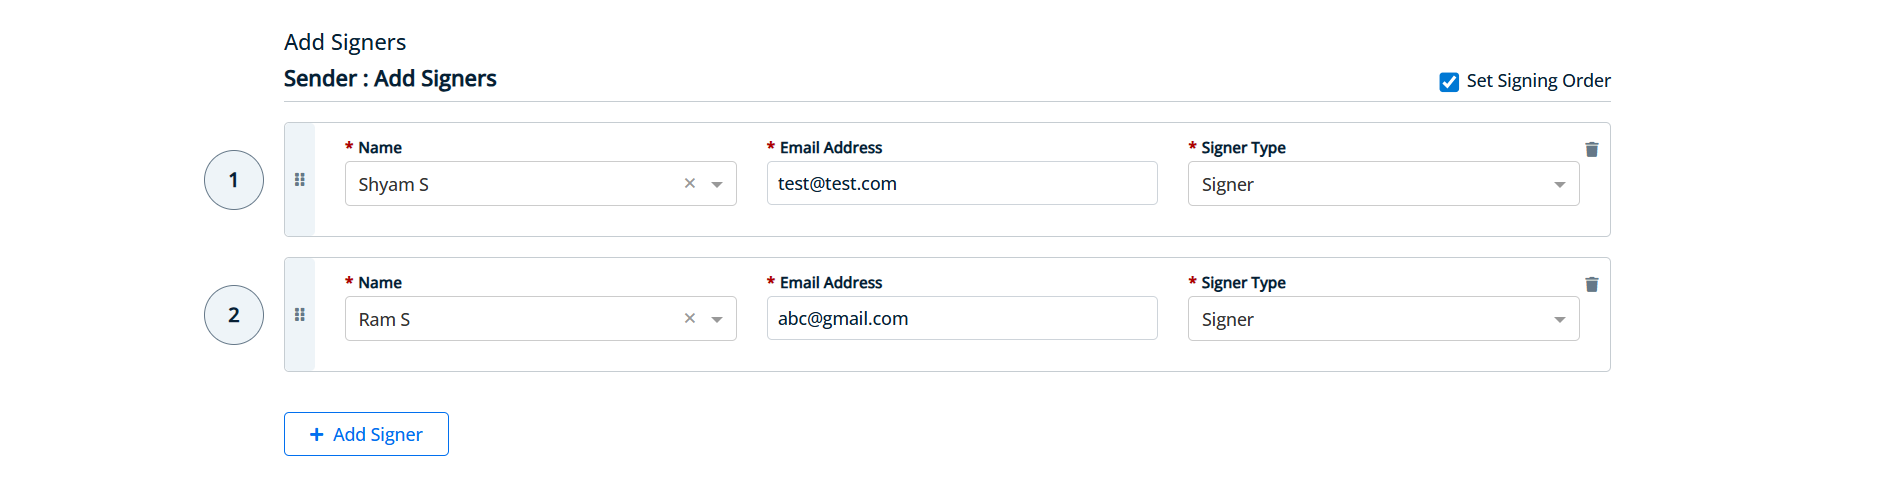 Add Signers
Sender : Add Signers
Set Signing Order
1
* Name
* Email Address
* Signer Type
Shyam S
test@test.com
Signer
2
* Name
* Email Address
* Signer Type
Ram S
abc@gmail.com
Signer
+ Add Signer